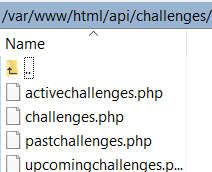 /var/www/html/api/challenges/
Name
..
activechallenges.php
challenges.php
pastchallenges.php
upcomingchallenges.p...